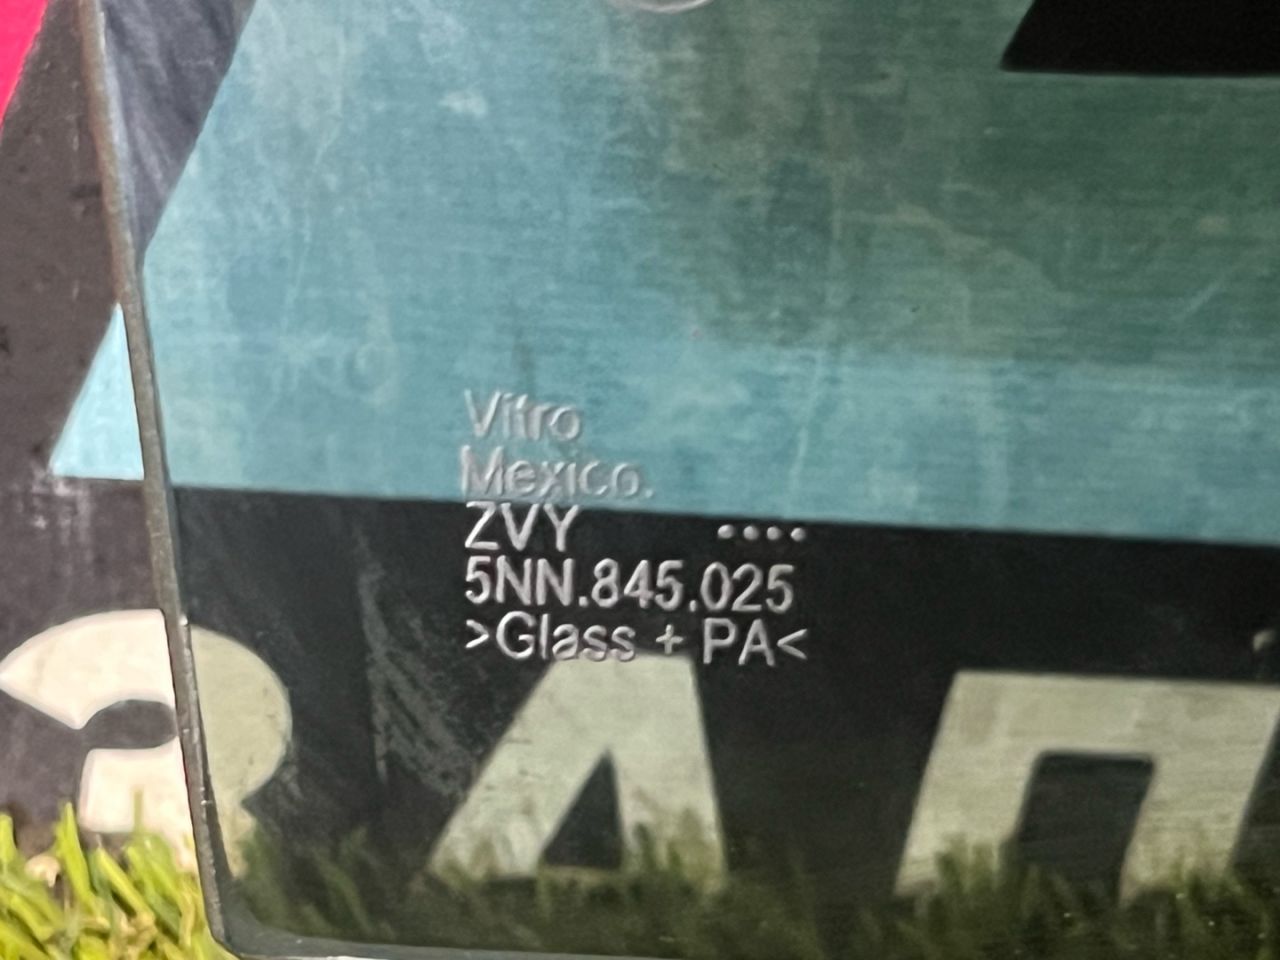 Vitro
Mexico.
ZVY ....
5NN.845.025
>Glass + PA<